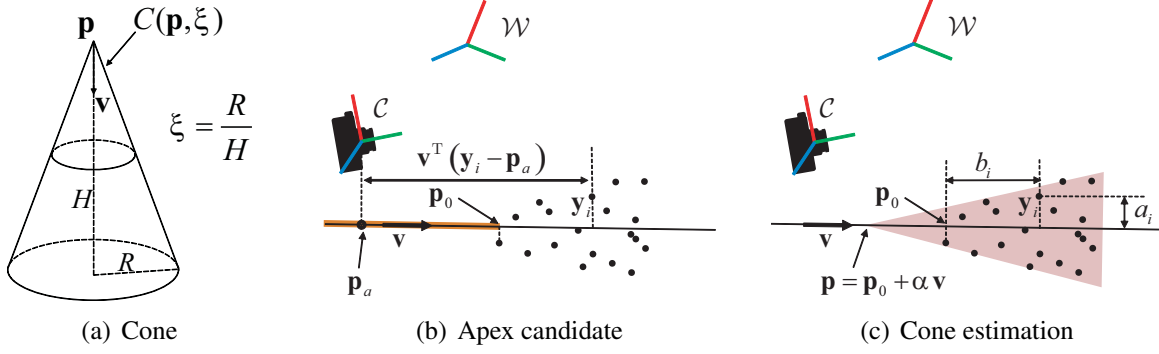 p
C(p,ξ)
v
ξ = R/H
H
R
(a) Cone
𝒲
𝒞
vᵀ(yᵢ − pₐ)
p₀
yᵢ
v
pₐ
(b) Apex candidate
𝒲
𝒞
bᵢ
p₀
yᵢ
aᵢ
v
p = p₀ + α v
(c) Cone estimation